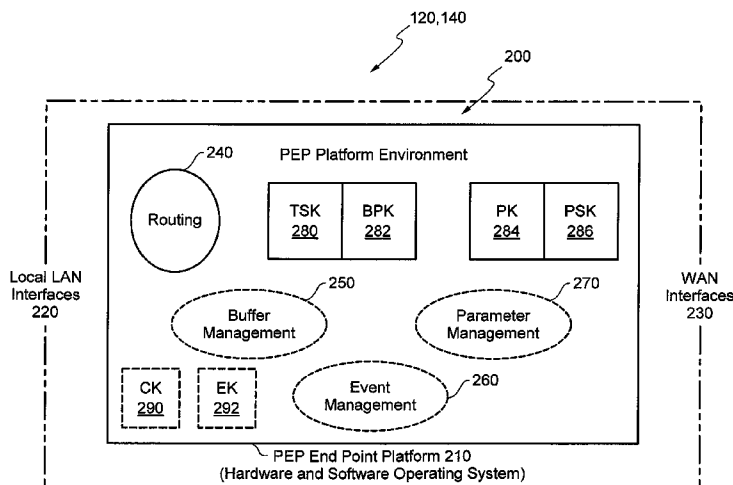 120,140
200
240
PEP Platform Environment
Routing
TSK
280
BPK
282
PK
284
PSK
286
Local LAN
Interfaces
220
WAN
Interfaces
230
250
Buffer
Management
270
Parameter
Management
CK
290
EK
292
Event
Management
260
PEP End Point Platform 210
(Hardware and Software Operating System)